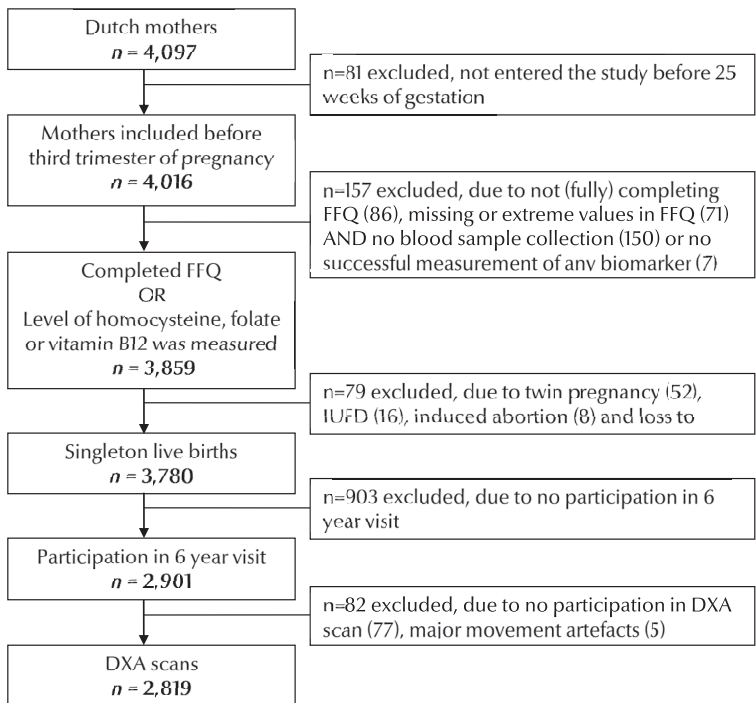 Dutch mothers
n = 4,097
n=81 excluded, not entered the study before 25
weeks of gestation
Mothers included before
third trimester of pregnancy
n = 4,016
n=157 excluded, due to not (fully) completing
FFQ (86), missing or extreme values in FFQ (71)
AND no blood sample collection (150) or no
successful measurement of any biomarker (7)
Completed FFQ
OR
Level of homocysteine, folate
or vitamin B12 was measured
n = 3,859
n=79 excluded, due to twin pregnancy (52),
IUFD (16), induced abortion (8) and loss to
Singleton live births
n = 3,780
n=903 excluded, due to no participation in 6
year visit
Participation in 6 year visit
n = 2,901
n=82 excluded, due to no participation in DXA
scan (77), major movement artefacts (5)
DXA scans
n = 2,819